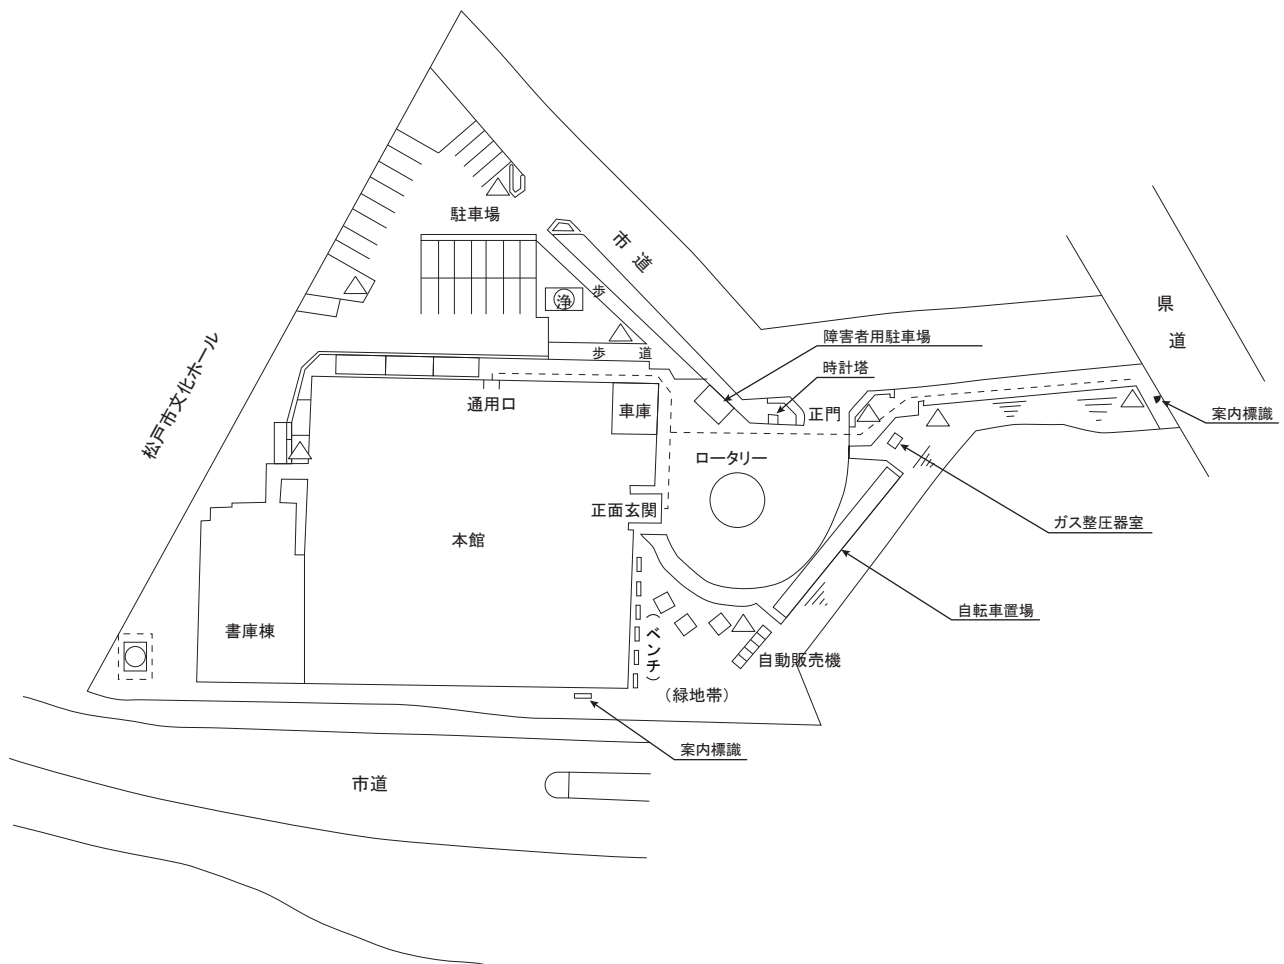 駐車場
市道
県道
浄
歩
歩道
障害者用駐車場
時計塔
松戸市文化ホール
通用口
車庫
正門
案内標識
ロータリー
正面玄関
ガス整圧器室
本館
自転車置場
書庫棟
(ベンチ)
自動販売機
(緑地帯)
案内標識
市道